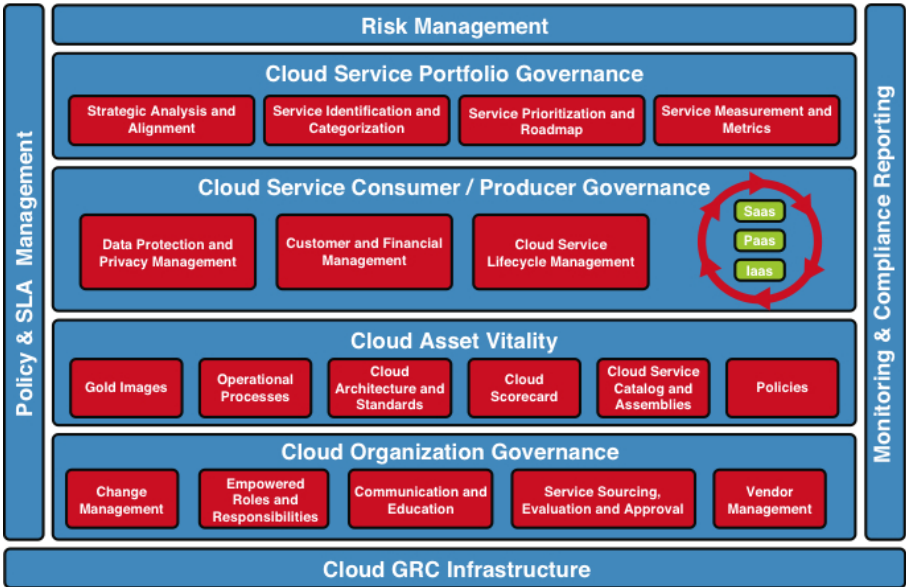 Risk Management
Policy & SLA Management
Monitoring & Compliance Reporting
Cloud Service Portfolio Governance
Strategic Analysis and
Alignment
Service Identification and
Categorization
Service Prioritization and
Roadmap
Service Measurement and
Metrics
Cloud Service Consumer / Producer Governance
Data Protection and
Privacy Management
Customer and Financial
Management
Cloud Service
Lifecycle Management
Saas
Paas
Iaas
Cloud Asset Vitality
Gold Images
Operational
Processes
Cloud
Architecture and
Standards
Cloud
Scorecard
Cloud Service
Catalog and
Assemblies
Policies
Cloud Organization Governance
Change
Management
Empowered
Roles and
Responsibilities
Communication and
Education
Service Sourcing,
Evaluation and Approval
Vendor
Management
Cloud GRC Infrastructure